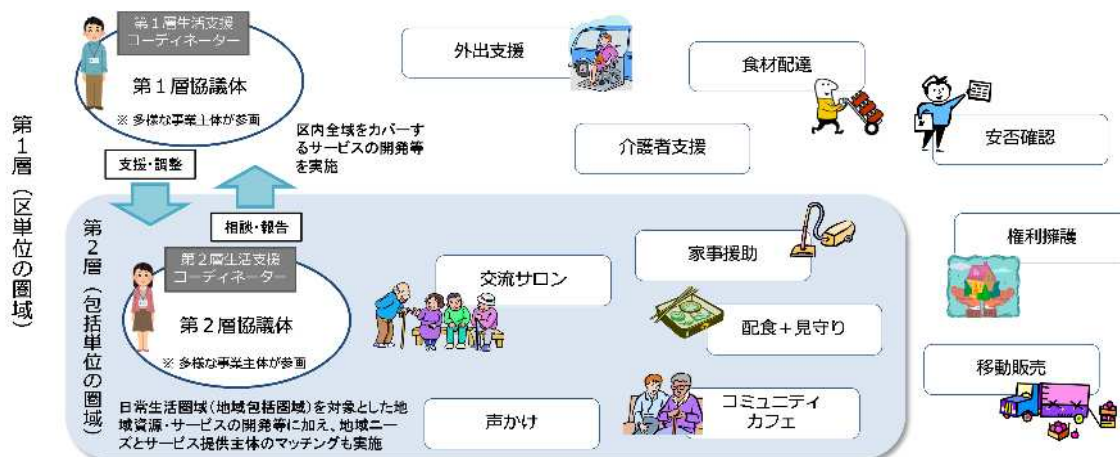 第1層生活支援
コーディネーター
第1層協議体
※ 多様な事業主体が参画
第1層（区単位の圏域）
支援・調整
区内全域をカバーす
るサービスの開発等
を実施
相談・報告
外出支援
食材配達
介護者支援
安否確認
権利擁護
移動販売
第2層（包括単位の圏域）
第2層生活支援
コーディネーター
第2層協議体
※ 多様な事業主体が参画
日常生活圏域（地域包括圏域）を対象とした地
域資源・サービスの開発等に加え、地域ニー
ズとサービス提供主体のマッチングも実施
家事援助
交流サロン
配食＋見守り
声かけ
コミュニティ
カフェ